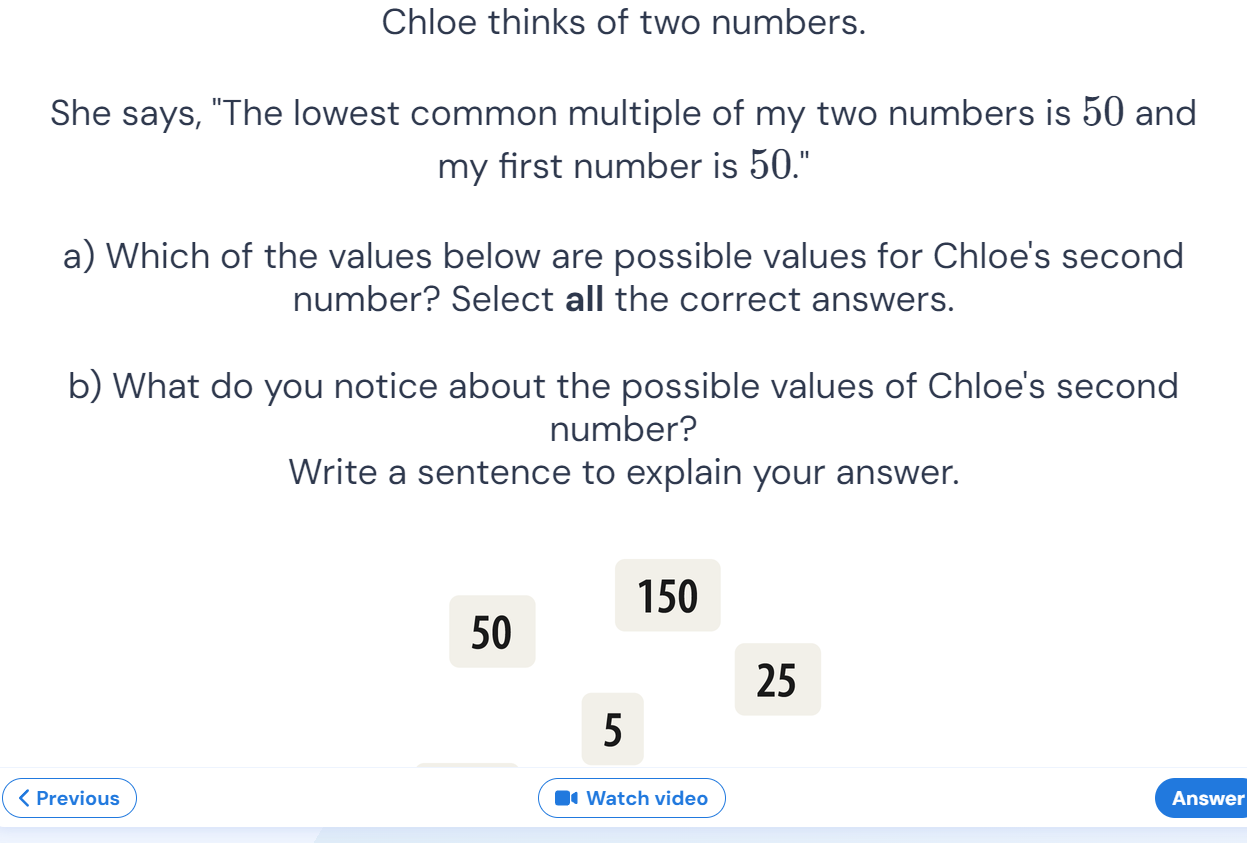 Chloe thinks of two numbers.
She says, "The lowest common multiple of my two numbers is 50 and
my first number is 50."
a) Which of the values below are possible values for Chloe's second
number? Select all the correct answers.
b) What do you notice about the possible values of Chloe's second
number?
Write a sentence to explain your answer.
150
50
25
5
Previous
Watch video
Answer